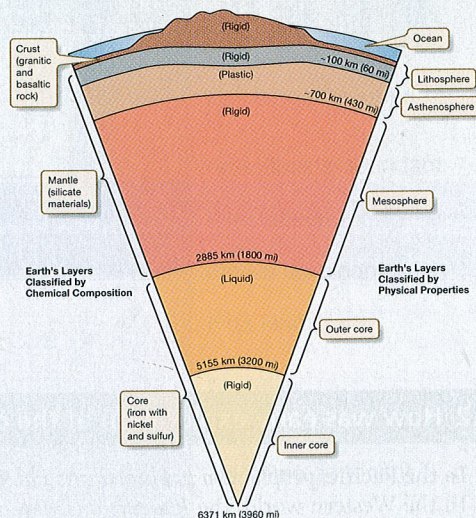 (Rigid)
Ocean
Crust
(granitic
and
basaltic
rock)
(Rigid)
~100 km (60 mi)
Lithosphere
(Plastic)
~700 km (430 mi)
Asthenosphere
(Rigid)
Mantle
(silicate
materials)
Mesosphere
2885 km (1800 mi)
Earth's Layers
Classified by
Chemical Composition
(Liquid)
Earth's Layers
Classified by
Physical Properties
Outer core
5155 km (3200 mi)
(Rigid)
Core
(iron with
nickel
and sulfur)
Inner core
6371 km (3960 mi)